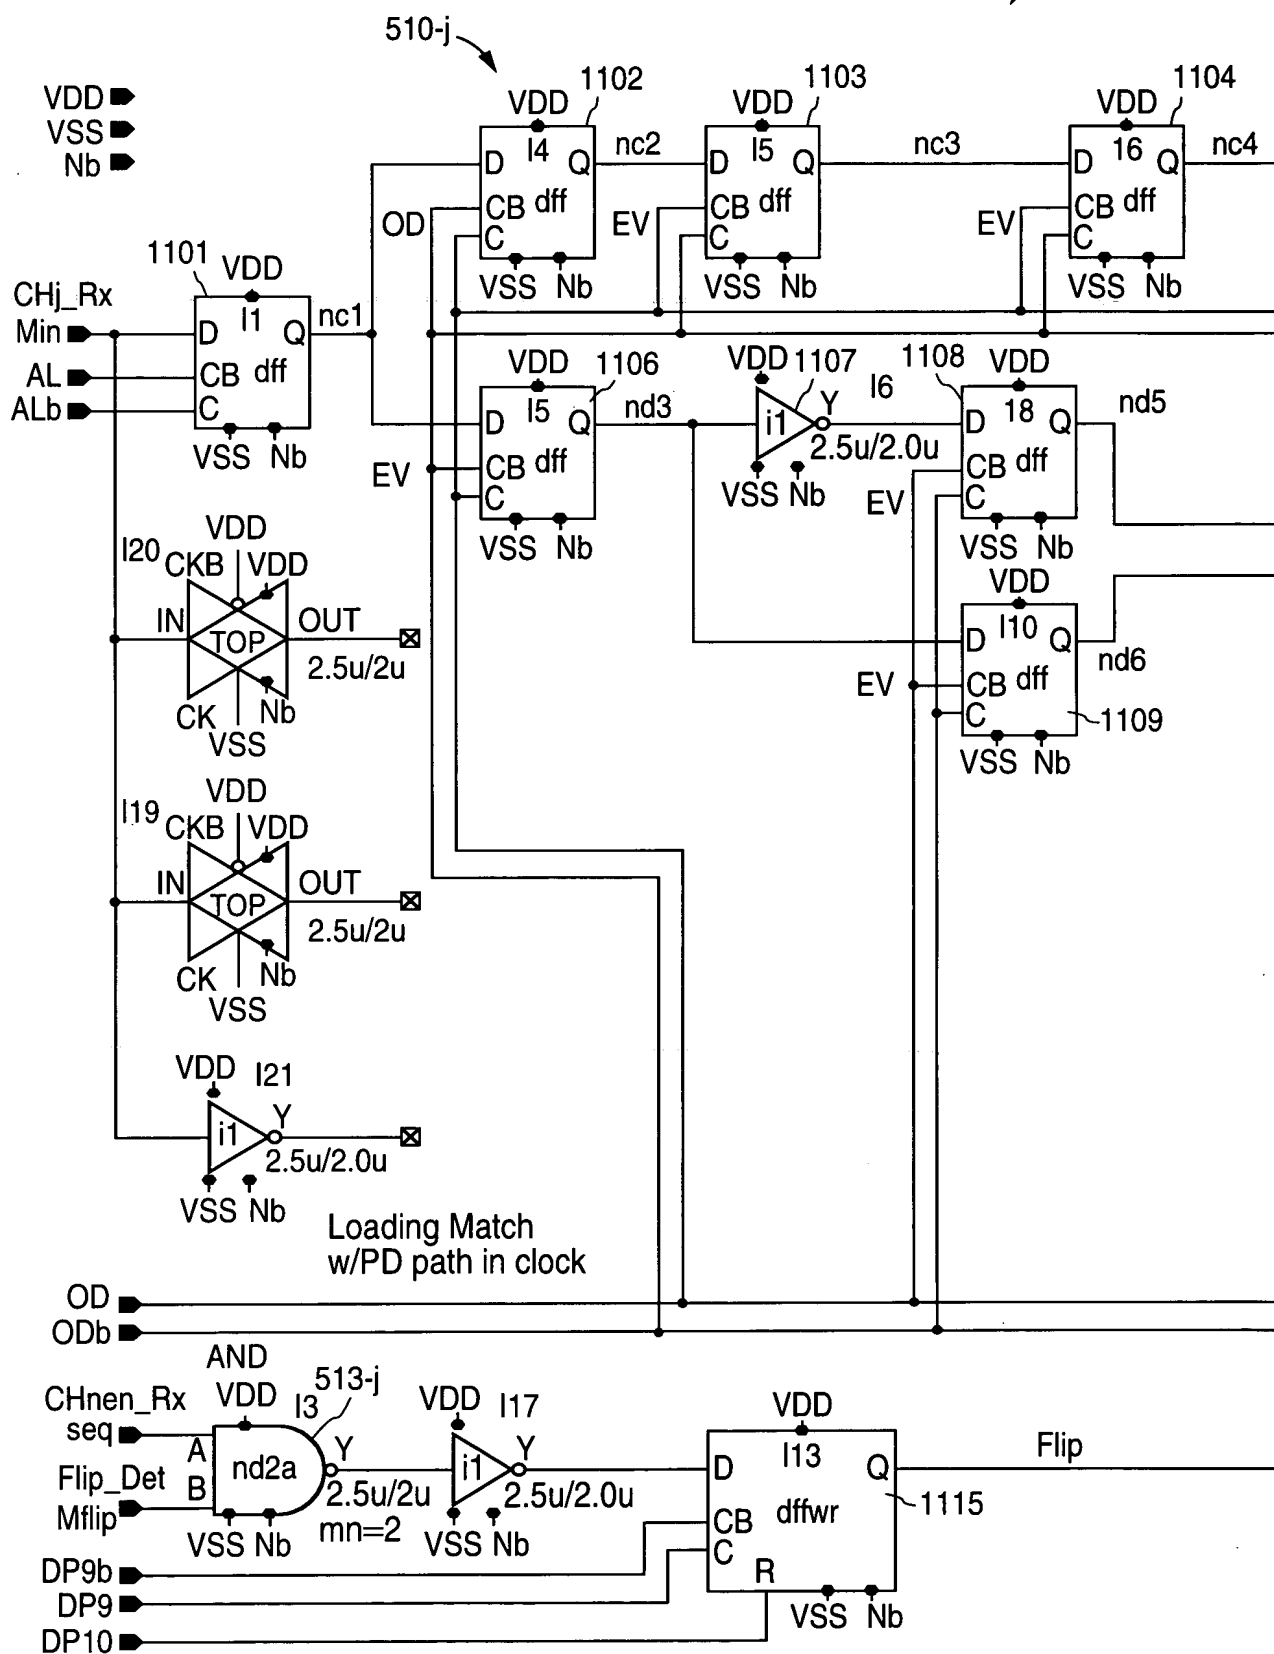 510-j
VDD
VSS
Nb
1102
VDD
I4
D Q
CB dff
C
VSS Nb
OD
nc2
1103
VDD
I5
D Q
CB dff
C
VSS Nb
EV
nc3
1104
VDD
16
D Q
CB dff
C
VSS Nb
EV
nc4
1101
VDD
CHj_Rx
Min
AL
ALb
I1
D Q
CB dff
C
VSS Nb
nc1
VDD
1106
I5
D Q
CB dff
C
VSS Nb
EV
nd3
VDD
1107
i1
Y
I6
2.5u/2.0u
VSS Nb
1108
VDD
18
D Q
CB dff
C
VSS Nb
EV
nd5
VDD
I10
D Q
CB dff
C
VSS Nb
EV
nd6
1109
VDD
I20
CKB VDD
IN TOP OUT
2.5u/2u
CK Nb
VSS
VDD
I19
CKB VDD
IN TOP OUT
2.5u/2u
CK Nb
VSS
VDD I21
i1
Y
2.5u/2.0u
VSS Nb
Loading Match
w/PD path in clock
OD
ODb
AND
CHnen_Rx
seq
Flip_Det
Mflip
VDD
I3
513-j
A
B
nd2a
Y
2.5u/2u
mn=2
VSS Nb
VDD I17
i1
Y
2.5u/2.0u
VSS Nb
VDD
I13
D Q
dffwr
CB
C
R
VSS Nb
Flip
1115
DP9b
DP9
DP10